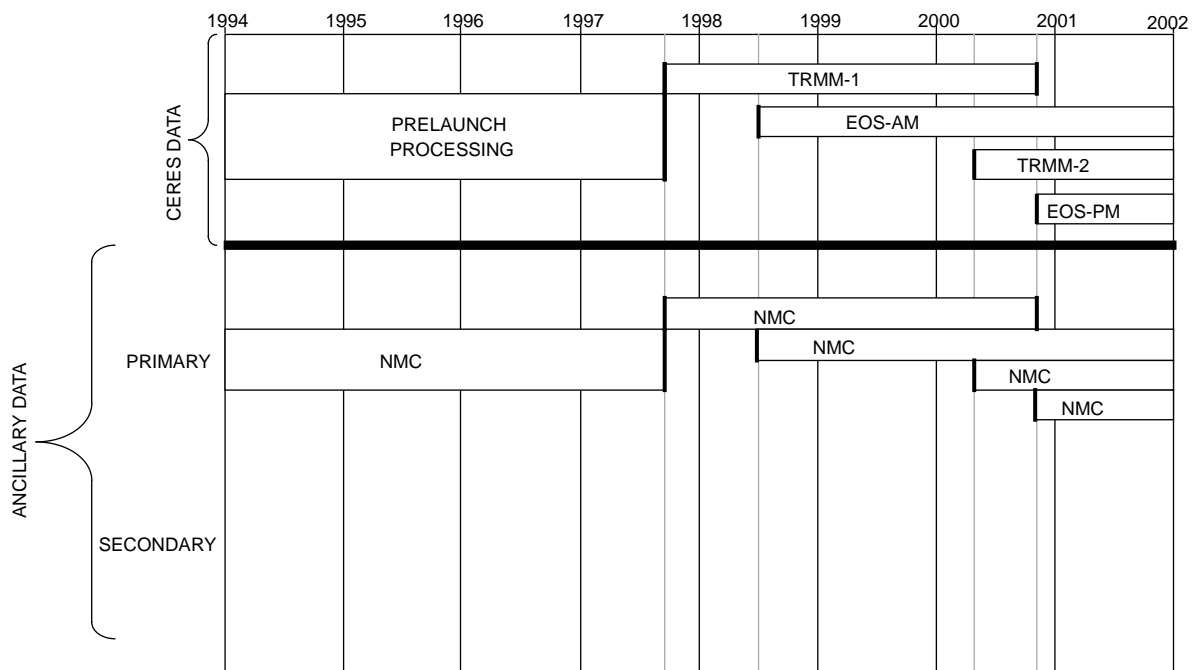 1994 1995 1996 1997 1998 1999 2000 2001 2002
CERES DATA
TRMM-1
PRELAUNCH
PROCESSING
EOS-AM
TRMM-2
EOS-PM
ANCILLARY DATA
PRIMARY
NMC
NMC
NMC
NMC
NMC
SECONDARY